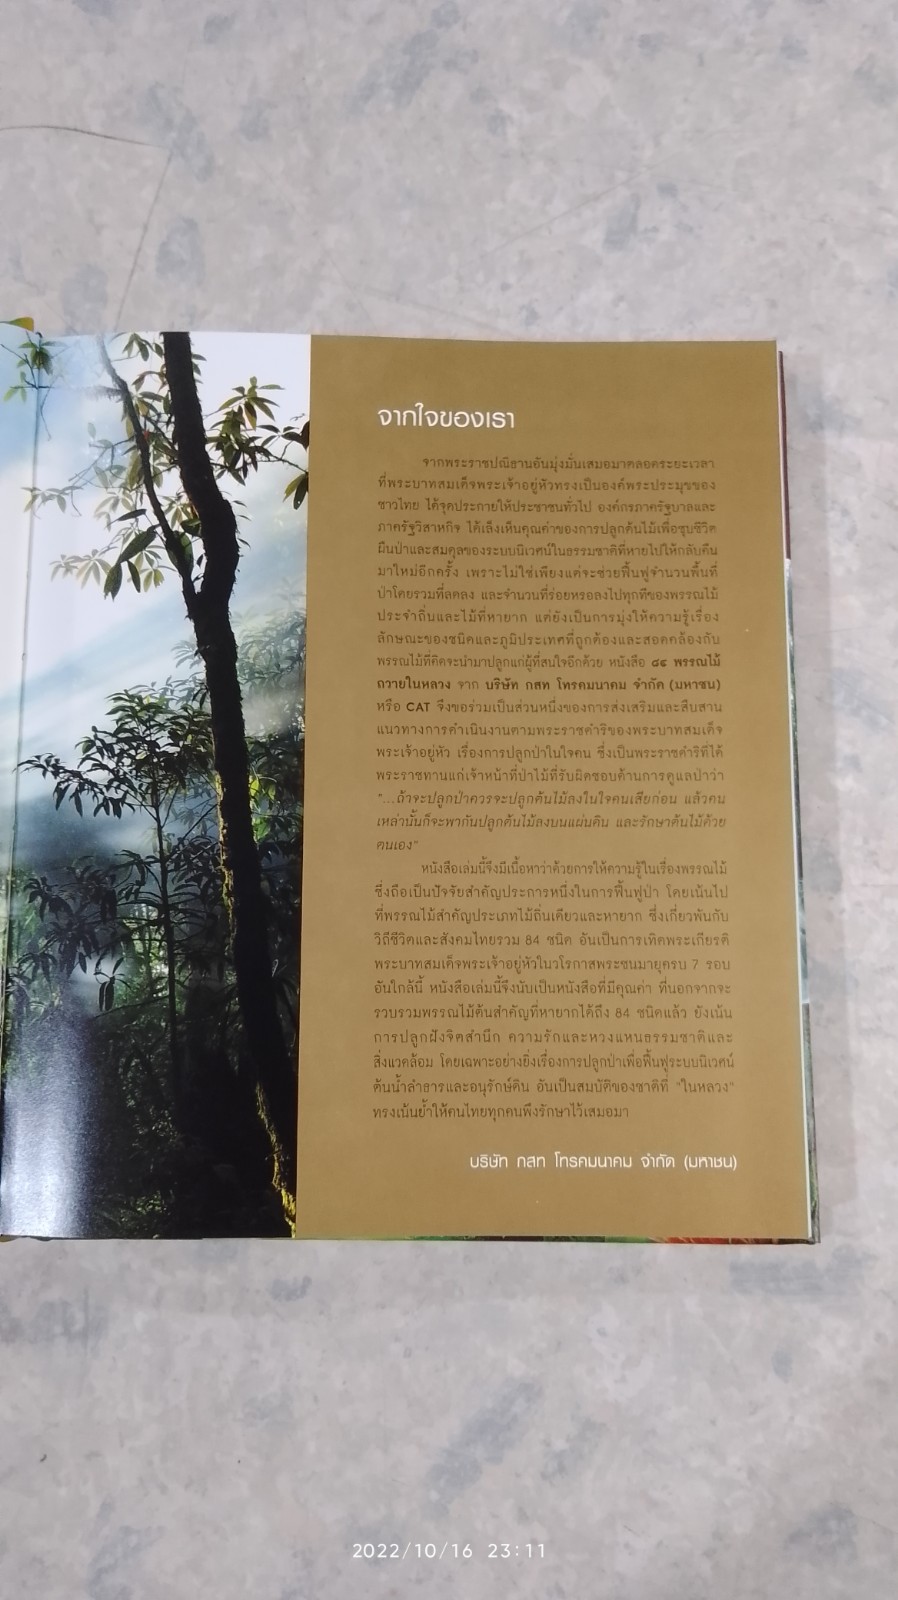 จากใจของเรา
จากพระราชปณิธานอันมุ่งมั่นเสมอมาตลอดระยะเวลา
ที่พระบาทสมเด็จพระเจ้าอยู่หัวทรงเป็นองค์พระประมุขของ
ชาวไทย ได้จุดประกายให้ประชาชนทั่วไป องค์กรภาครัฐบาลและ
ภาครัฐวิสาหกิจ ได้เล็งเห็นคุณค่าของการปลูกต้นไม้เพื่อชุบชีวิต
ผืนป่าและสมดุลของระบบนิเวศน์ในธรรมชาติที่หายไปให้กลับคืน
มาใหม่อีกครั้ง เพราะไม่ใช่เพียงแต่จะช่วยฟื้นฟูจำนวนพื้นที่
ป่าโดยรวมที่ลดลง และจำนวนที่ร่อยหรอลงไปทุกทีของพรรณไม้
ประจำถิ่นและไม้ที่หายาก แต่ยังเป็นการมุ่งให้ความรู้เรื่อง
ลักษณะของชนิดและภูมิประเทศที่ถูกต้องและสอดคล้องกับ
พรรณไม้ที่คิดจะนำมาปลูกแก่ผู้ที่สนใจอีกด้วย หนังสือ ๘๔ พรรณไม้
ถวายในหลวง จาก บริษัท กสท โทรคมนาคม จำกัด (มหาชน)
หรือ CAT จึงขอร่วมเป็นส่วนหนึ่งของการส่งเสริมและสืบสาน
แนวทางการดำเนินงานตามพระราชดำริของพระบาทสมเด็จ
พระเจ้าอยู่หัว เรื่องการปลูกป่าในใจคน ซึ่งเป็นพระราชดำริที่ได้
พระราชทานแก่เจ้าหน้าที่ป่าไม้ที่รับผิดชอบด้านการดูแลป่าว่า
"...ถ้าจะปลูกป่าควรจะปลูกต้นไม้ลงในใจคนเสียก่อน แล้วคน
เหล่านั้นก็จะพากันปลูกต้นไม้ลงบนแผ่นดิน และรักษาต้นไม้ด้วย
ตนเอง"
หนังสือเล่มนี้จึงมีเนื้อหาว่าด้วยการให้ความรู้ในเรื่องพรรณไม้
ซึ่งถือเป็นปัจจัยสำคัญประการหนึ่งในการฟื้นฟูป่า โดยเน้นไป
ที่พรรณไม้สำคัญประเภทไม้ถิ่นเดียวและหายาก ซึ่งเกี่ยวพันกับ
วิถีชีวิตและสังคมไทยรวม 84 ชนิด อันเป็นการเทิดพระเกียรติ
พระบาทสมเด็จพระเจ้าอยู่หัวในวโรกาสพระชนมายุครบ 7 รอบ
อันใกล้นี้ หนังสือเล่มนี้จึงนับเป็นหนังสือที่มีคุณค่า ที่นอกจากจะ
รวบรวมพรรณไม้ต้นสำคัญที่หายากได้ถึง 84 ชนิดแล้ว ยังเน้น
การปลูกฝังจิตสำนึก ความรักและหวงแหนธรรมชาติและ
สิ่งแวดล้อม โดยเฉพาะอย่างยิ่งเรื่องการปลูกป่าเพื่อฟื้นฟูระบบนิเวศน์
ต้นน้ำลำธารและอนุรักษ์ดิน อันเป็นสมบัติของชาติที่ "ในหลวง"
ทรงเน้นย้ำให้คนไทยทุกคนพึงรักษาไว้เสมอมา
บริษัท กสท โทรคมนาคม จำกัด (มหาชน)
2022/10/16 23:11